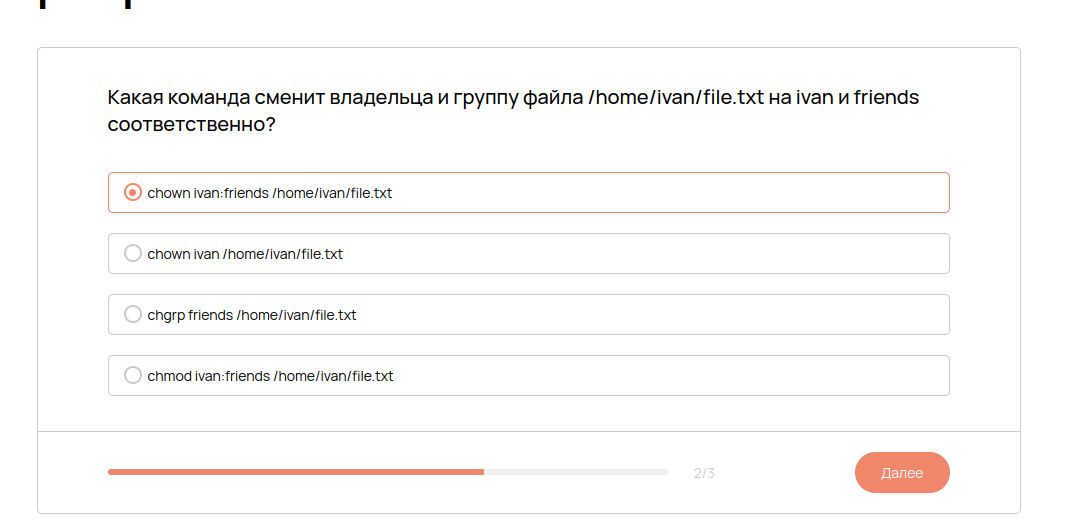 Какая команда сменит владельца и группу файла /home/ivan/file.txt на ivan и friends
соответственно?
chown ivan:friends /home/ivan/file.txt
chown ivan /home/ivan/file.txt
chgrp friends /home/ivan/file.txt
chmod ivan:friends /home/ivan/file.txt
2/3
Далее